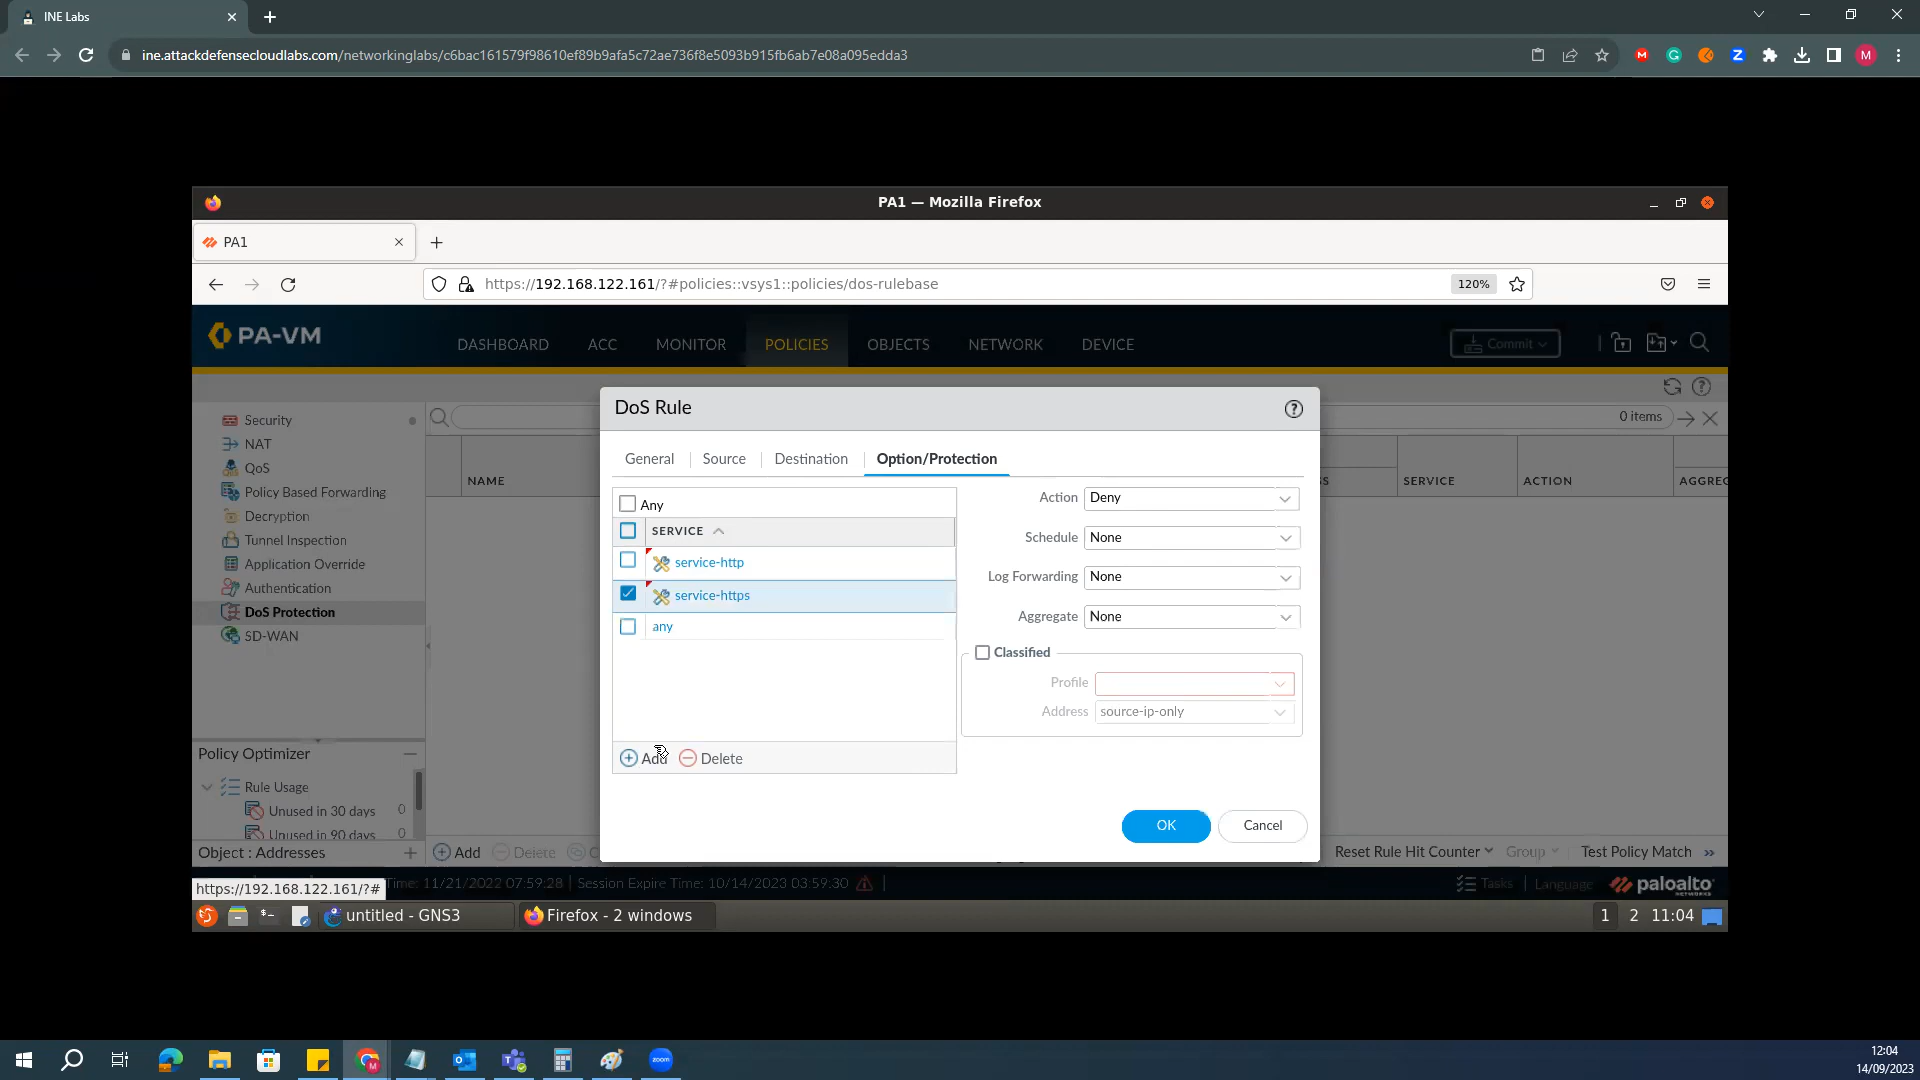 INE Labs
ine.attackdefensecloudlabs.com/networkinglabs/c6bac161579f98610ef89b9afa5c72ae736f8e5093b915fb6ab7e08a095edda3
M
PA1 — Mozilla Firefox
PA1
https://192.168.122.161/?#policies::vsys1::policies/dos-rulebase
120%
PA-VM
DASHBOARD
ACC
MONITOR
POLICIES
OBJECTS
NETWORK
DEVICE
Commit
Security
NAT
QoS
Policy Based Forwarding
Decryption
Tunnel Inspection
Application Override
Authentication
DoS Protection
SD-WAN
0 items
NAME
SERVICE
ACTION
AGGREG
DoS Rule
General
Source
Destination
Option/Protection
Any
SERVICE
service-http
service-https
any
Add
Delete
Action
Deny
Schedule
None
Log Forwarding
None
Aggregate
None
Classified
Profile
Address
source-ip-only
OK
Cancel
Policy Optimizer
Rule Usage
Unused in 30 days
0
Unused in 90 days
0
Object : Addresses
Add
Delete
Reset Rule Hit Counter
Group
Test Policy Match
https://192.168.122.161/?#
Time: 11/21/2022 07:59:28
Session Expire Time: 10/14/2023 03:59:30
Tasks
Language
paloalto
NETWORKS
untitled - GNS3
Firefox - 2 windows
1
2
11:04
zoom
12:04
14/09/2023